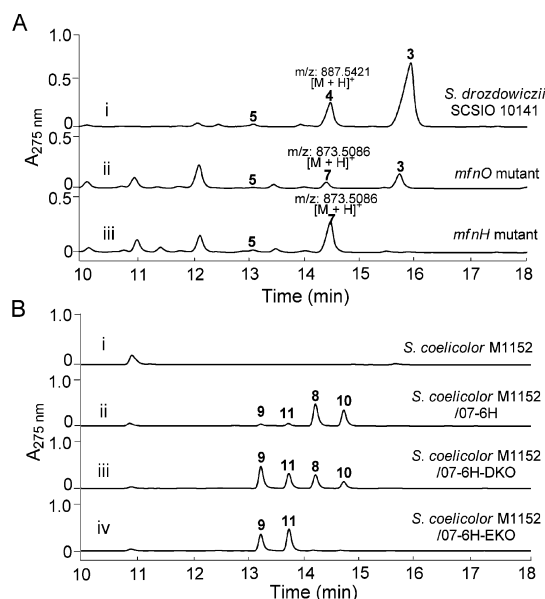 A
1.0
0.5
0
0.5
0
0.5
0
A275 nm
i
5
m/z: 887.5421
[M + H]+
4
3
S. drozdowiczii
SCSIO 10141
ii
5
m/z: 873.5086
[M + H]+
7
3
mfnO mutant
iii
5
m/z: 873.5086
[M + H]+
7
mfnH mutant
10 11 12 13 14 15 16 17 18
Time (min)
B
1.0
0
1.0
0
1.0
0
1.0
0
A275 nm
i
S. coelicolor M1152
ii
9 11 8 10
S. coelicolor M1152
/07-6H
iii
9 11 8 10
S. coelicolor M1152
/07-6H-DKO
iv
9 11
S. coelicolor M1152
/07-6H-EKO
10 11 12 13 14 15 16 17 18
Time (min)